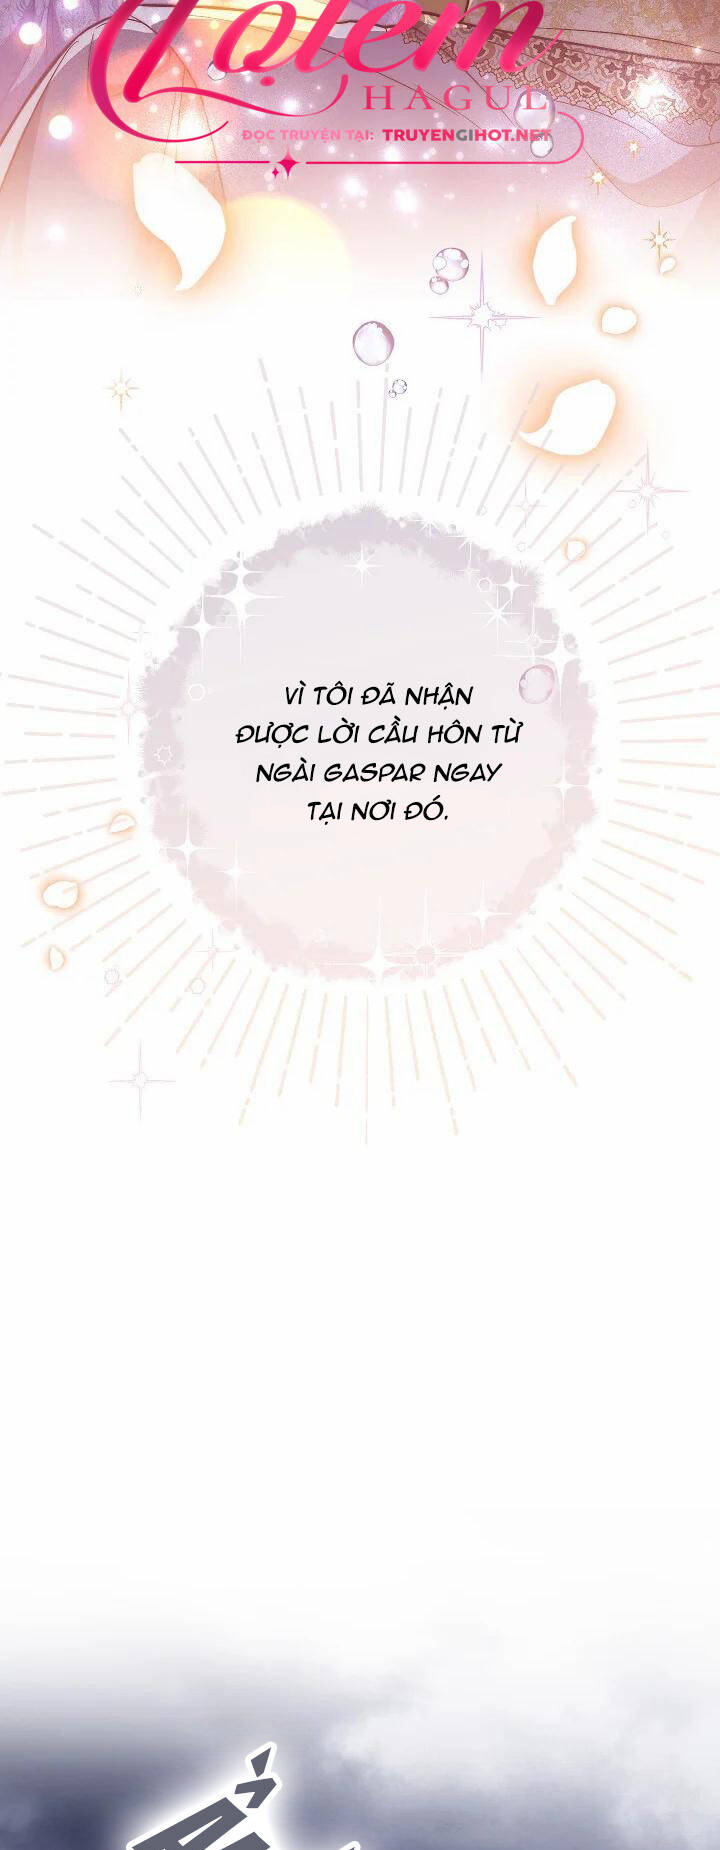 Lọlem
HAGUL
ĐỌC TRUYỆN TẠI: TRUYENGIHOT.NET
VÌ TÔI ĐÃ NHẬN
ĐƯỢC LỜI CẦU HÔN TỪ
NGÀI GASPAR NGAY
TẠI NƠI ĐÓ.